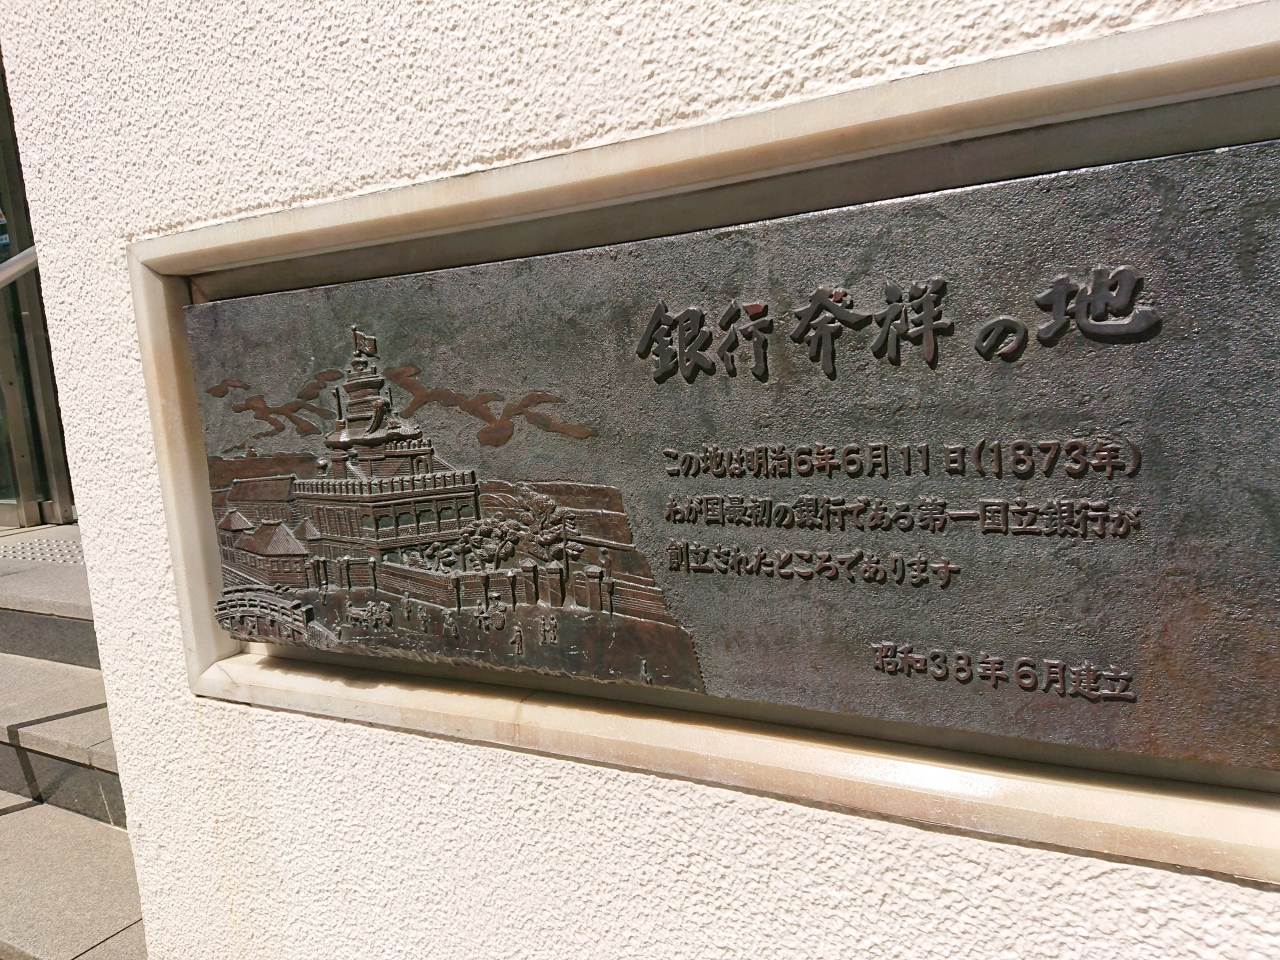 銀行発祥の地
この地は明治6年6月11日(1873年)
わが国最初の銀行である第一国立銀行が
創立されたところであります
昭和38年6月建立